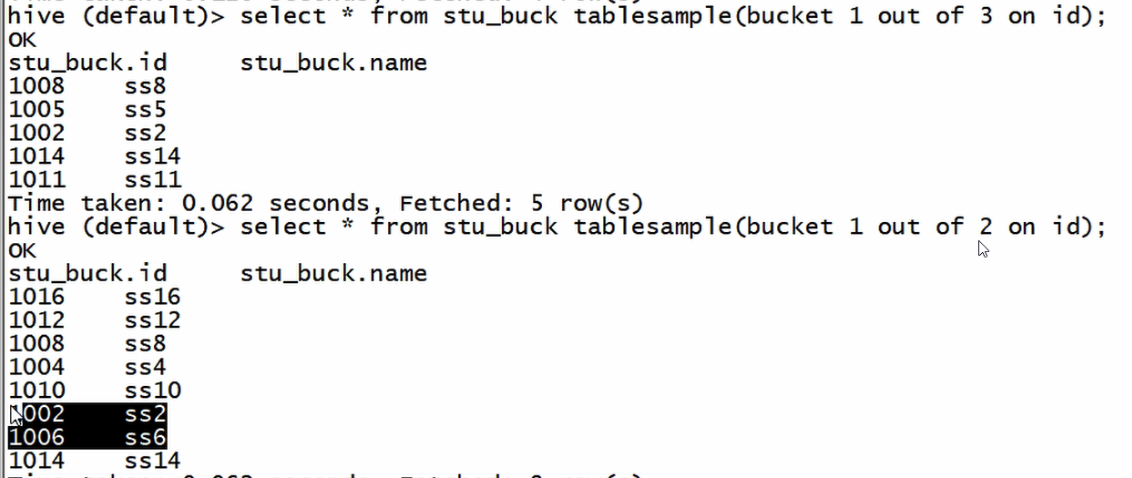 hive (default)> select * from stu_buck tablesample(bucket 1 out of 3 on id);
OK
stu_buck.id     stu_buck.name
1008    ss8
1005    ss5
1002    ss2
1014    ss14
1011    ss11
Time taken: 0.062 seconds, Fetched: 5 row(s)
hive (default)> select * from stu_buck tablesample(bucket 1 out of 2 on id);
OK
stu_buck.id     stu_buck.name
1016    ss16
1012    ss12
1008    ss8
1004    ss4
1010    ss10
1002    ss2
1006    ss6
1014    ss14